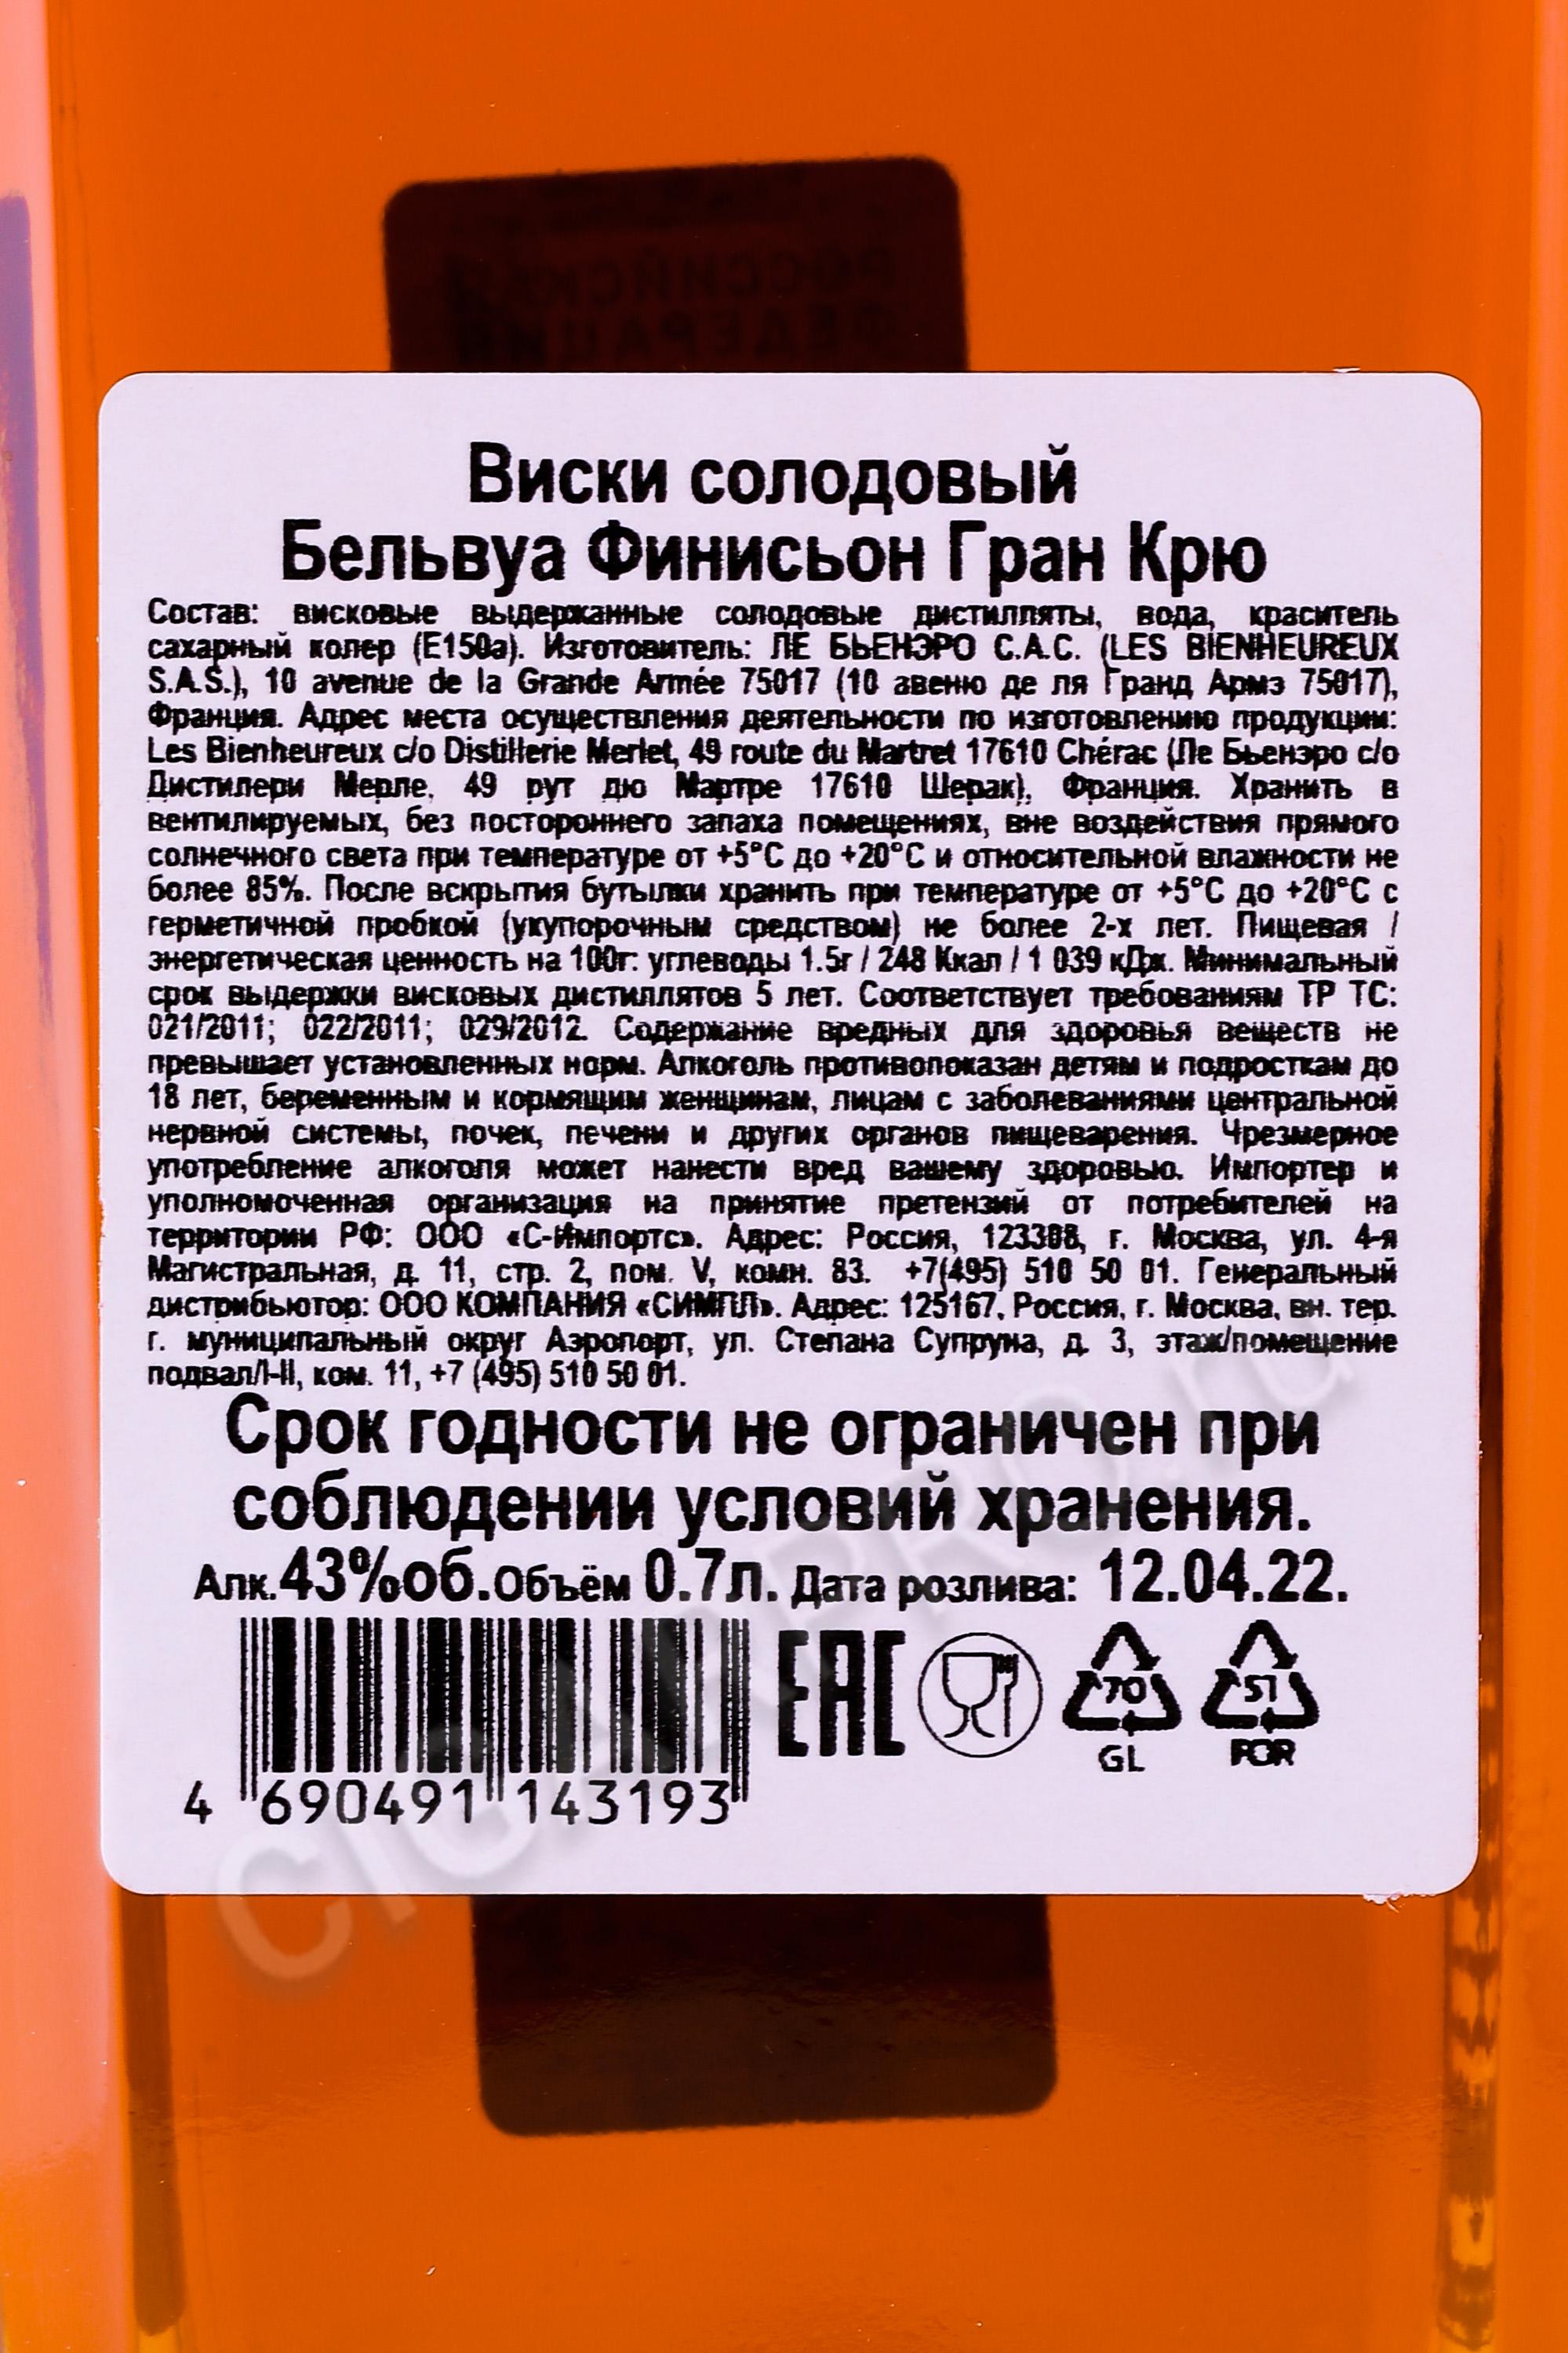 РОССИЙСКАЯ
ФЕДЕРАЦИЯ
Виски солодовый
Бельвуа Финисьон Гран Крю
Состав: висковые выдержанные солодовые дистилляты, вода, краситель
сахарный колер (Е150а). Изготовитель: ЛЕ БЬЕНЭРО С.А.С. (LES BIENHEUREUX
S.A.S.), 10 avenue de la Grande Armée 75017 (10 авеню де ля Гранд Армэ 75017),
Франция. Адрес места осуществления деятельности по изготовлению продукции:
Les Bienheureux c/o Distillerie Merlet, 49 route du Martret 17610 Chérac (Ле Бьенэро с/о
Дистилери Мерле, 49 рут дю Мартре 17610 Шерак), Франция. Хранить в
вентилируемых, без постороннего запаха помещениях, вне воздействия прямого
солнечного света при температуре от +5°С до +20°С и относительной влажности не
более 85%. После вскрытия бутылки хранить при температуре от +5°С до +20°С с
герметичной пробкой (укупорочным средством) не более 2-х лет. Пищевая /
энергетическая ценность на 100г: углеводы 1.5г / 248 Ккал / 1 039 кДж. Минимальный
срок выдержки висковых дистиллятов 5 лет. Соответствует требованиям ТР ТС:
021/2011; 022/2011; 029/2012. Содержание вредных для здоровья веществ не
превышает установленных норм. Алкоголь противопоказан детям и подросткам до
18 лет, беременным и кормящим женщинам, лицам с заболеваниями центральной
нервной системы, почек, печени и других органов пищеварения. Чрезмерное
употребление алкоголя может нанести вред вашему здоровью. Импортер и
уполномоченная организация на принятие претензий от потребителей на
территории РФ: ООО «С-Импортс». Адрес: Россия, 123308, г. Москва, ул. 4-я
Магистральная, д. 11, стр. 2, пом. V, комн. 83. +7(495) 510 50 01. Генеральный
дистрибьютор: ООО КОМПАНИЯ «СИМПЛ». Адрес: 125167, Россия, г. Москва, вн. тер.
г. муниципальный округ Аэропорт, ул. Степана Супруна, д. 3, этаж/помещение
подвал/I-II, ком. 11, +7 (495) 510 50 01.
Срок годности не ограничен при
соблюдении условий хранения.
Алк.43%об.Объём 0.7л. Дата розлива: 12.04.22.
EAC 70 51
GL POR
4 690491 143193
CIGARPRO.ru